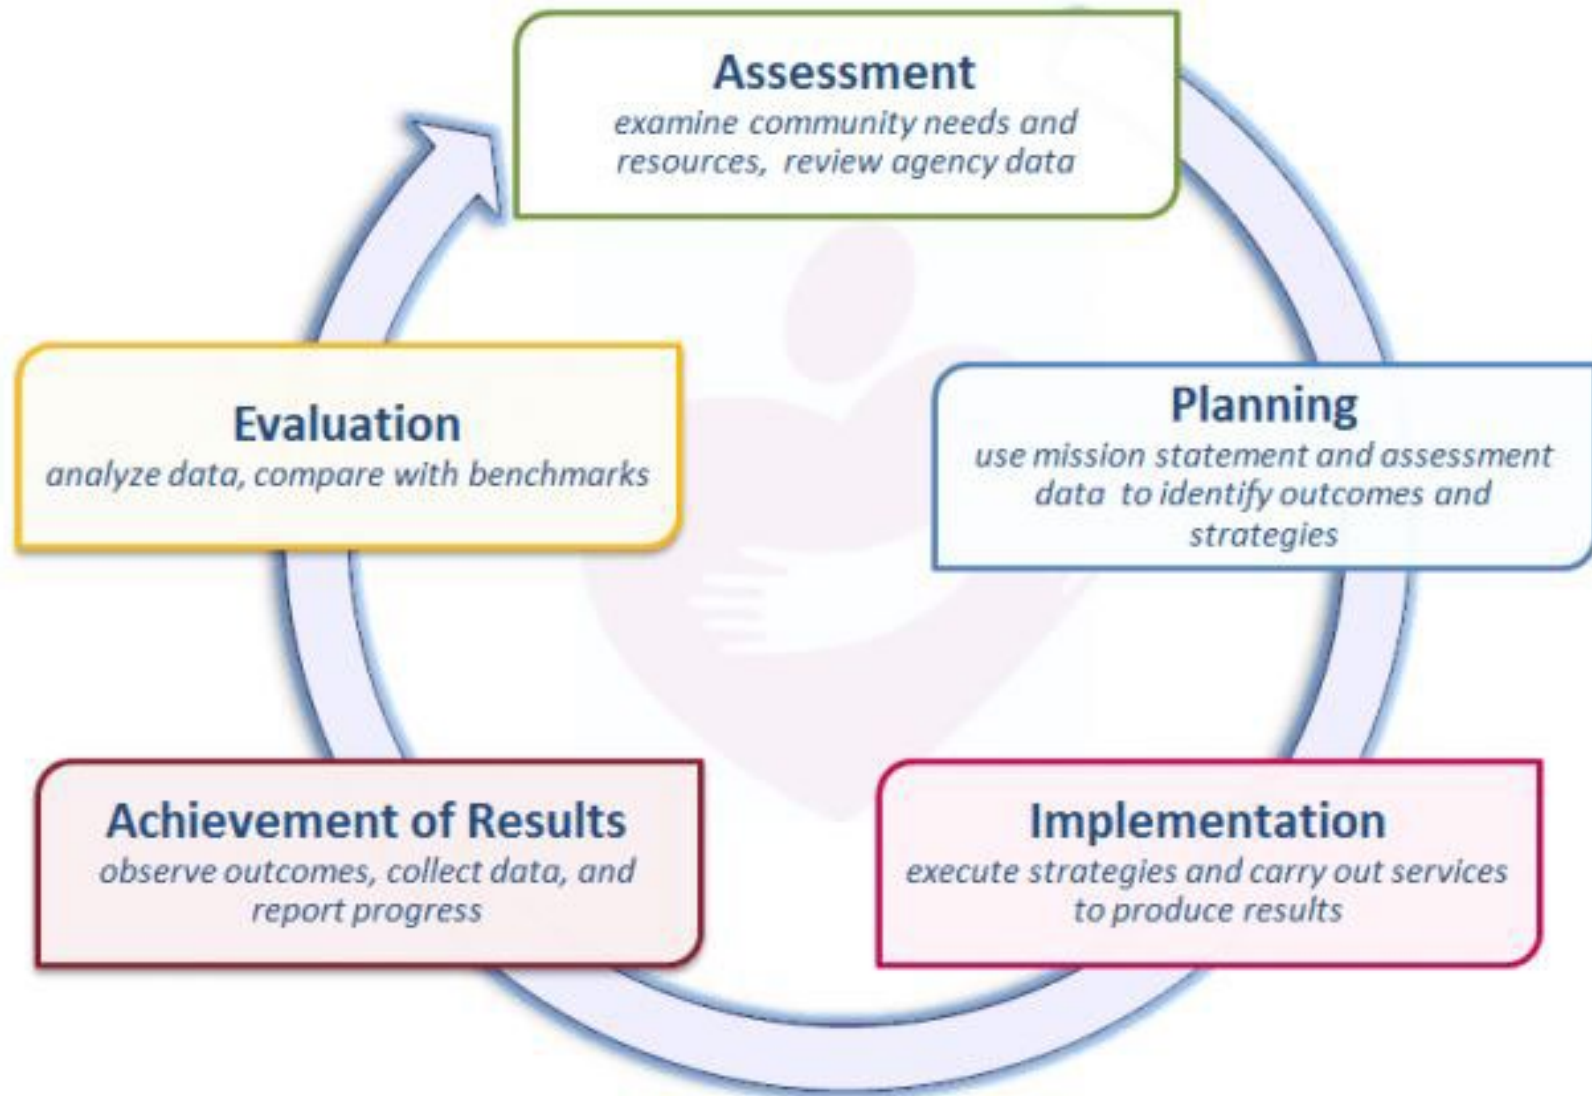 Assessment
examine community needs and
resources, review agency data
Planning
use mission statement and assessment
data to identify outcomes and
strategies
Implementation
execute strategies and carry out services
to produce results
Achievement of Results
observe outcomes, collect data, and
report progress
Evaluation
analyze data, compare with benchmarks